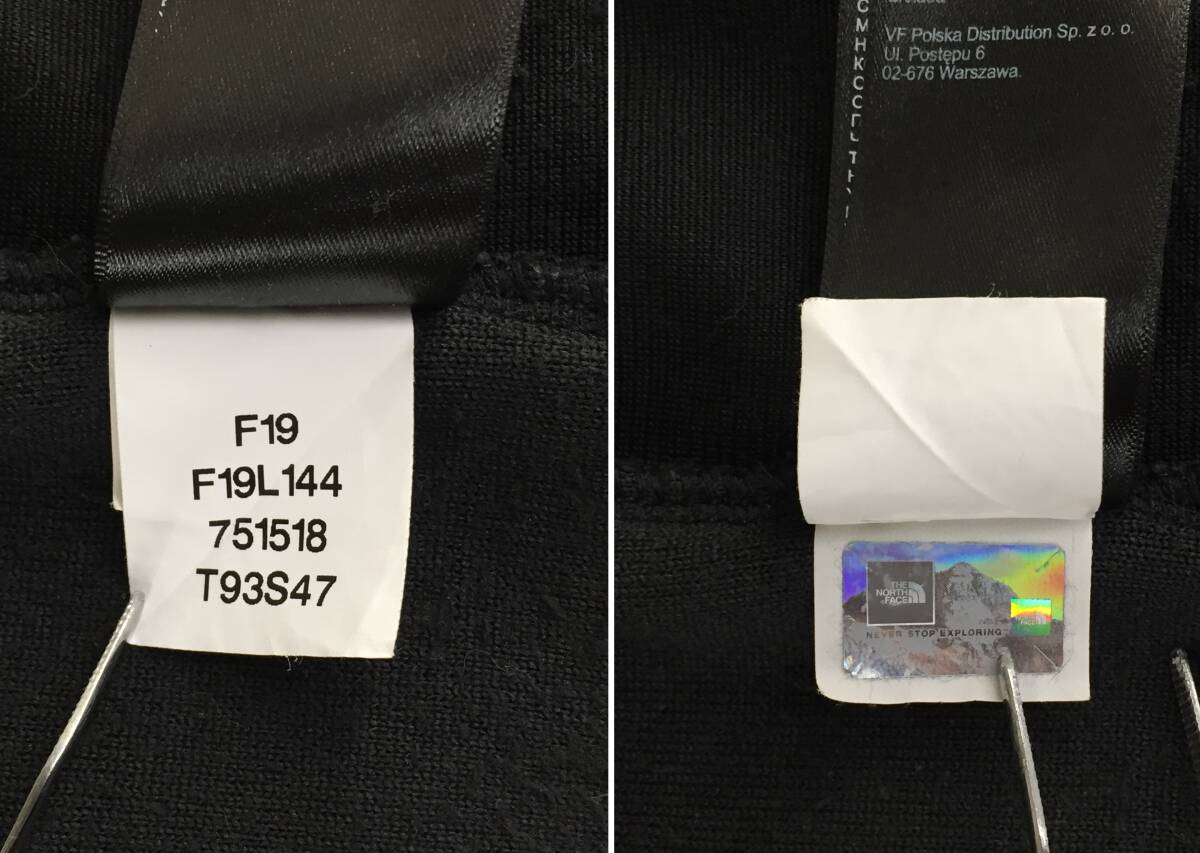 F19
F19L144
751518
T93S47
VF Polska Distribution Sp. z o. o.
Ul. Postępu 6
02-676 Warszawa.
THE
NORTH
FACE
NEVER STOP EXPLORING